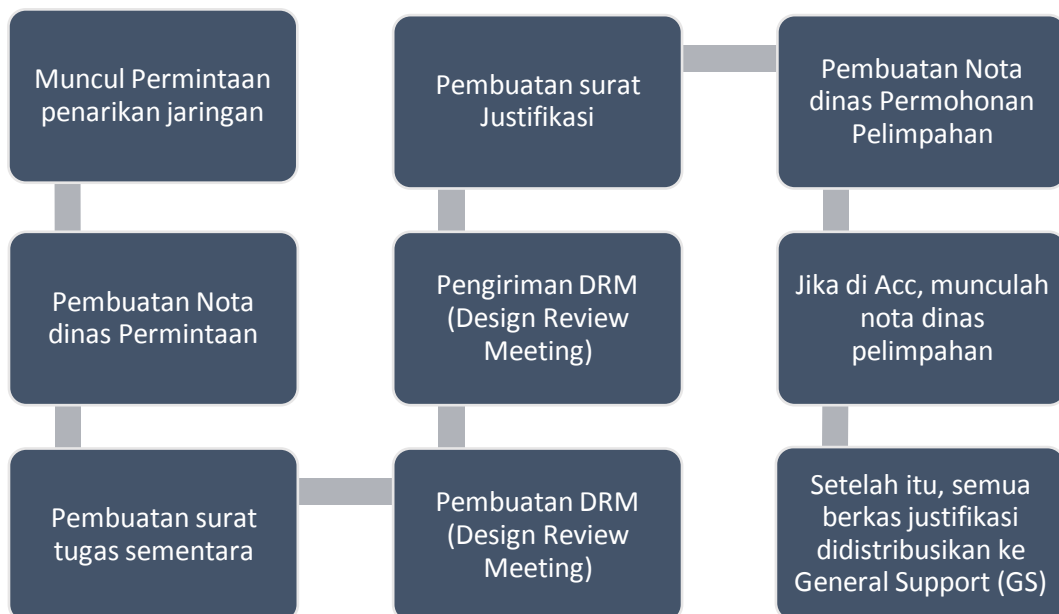 Muncul Permintaan
penarikan jaringan
Pembuatan Nota
dinas Permintaan
Pembuatan surat
tugas sementara
Pembuatan DRM
(Design Review
Meeting)
Pengiriman DRM
(Design Review
Meeting)
Pembuatan surat
Justifikasi
Pembuatan Nota
dinas Permohonan
Pelimpahan
Jika di Acc, munculah
nota dinas
pelimpahan
Setelah itu, semua
berkas justifikasi
didistribusikan ke
General Support (GS)